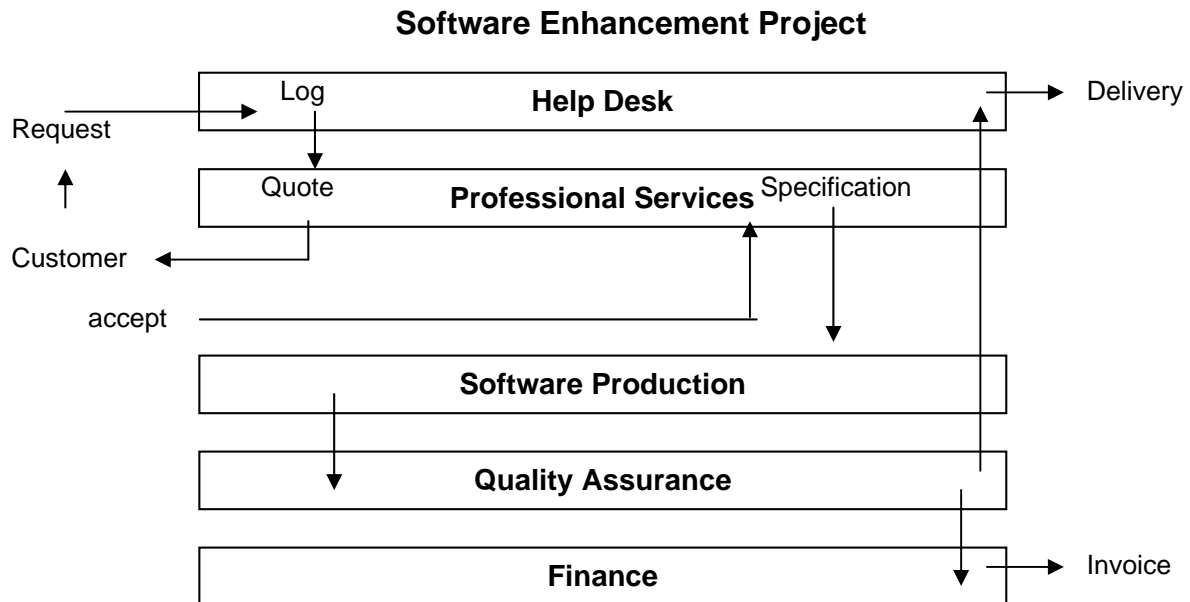 Software Enhancement Project
Log
Help Desk
Delivery
Request
Quote
Professional Services
Specification
Customer
accept
Software Production
Quality Assurance
Finance
Invoice